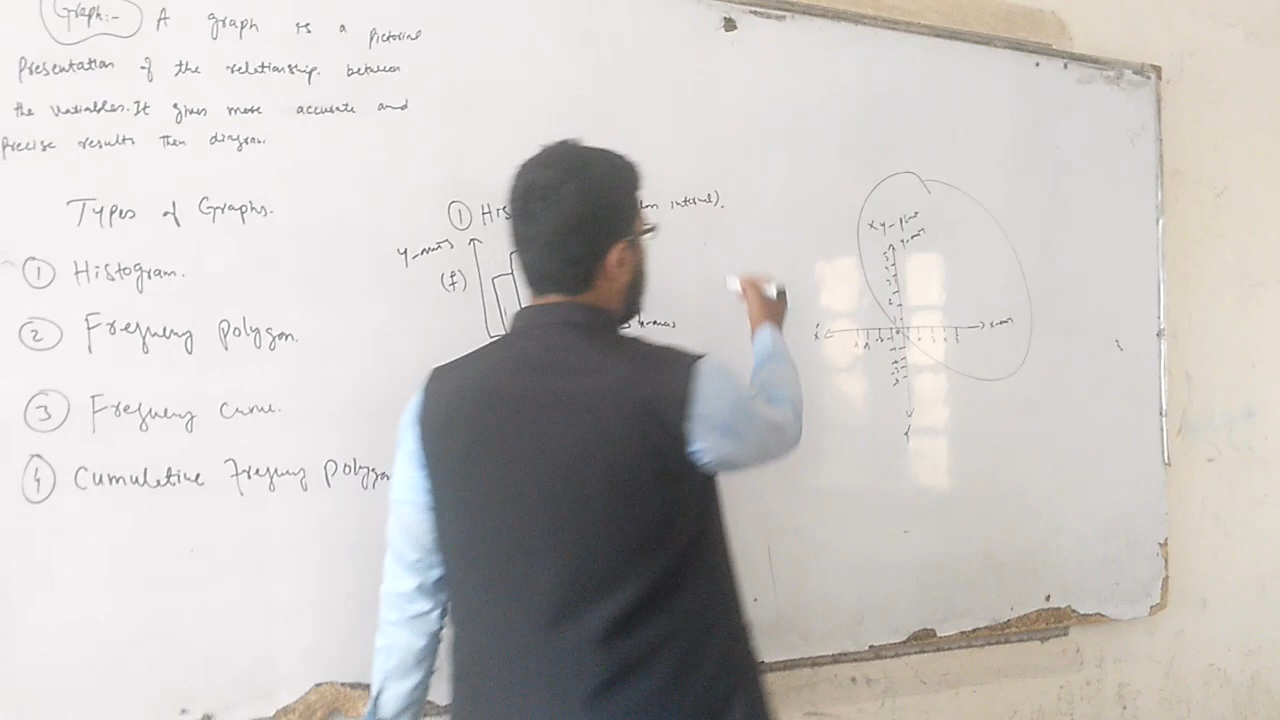 Graph:- A graph is a Pictorial
Presentation of the relationship. between
the variables. It gives more accurate and
Precise results then diagram.
Types of Graphs.
① Histogram.
② Frequency polygon.
③ Frequency curve.
④ Cumulative Frequency polygon
① His
interval).
y-axis
(f)
x-axis
xy-plane
y-axis
x-axis
x'